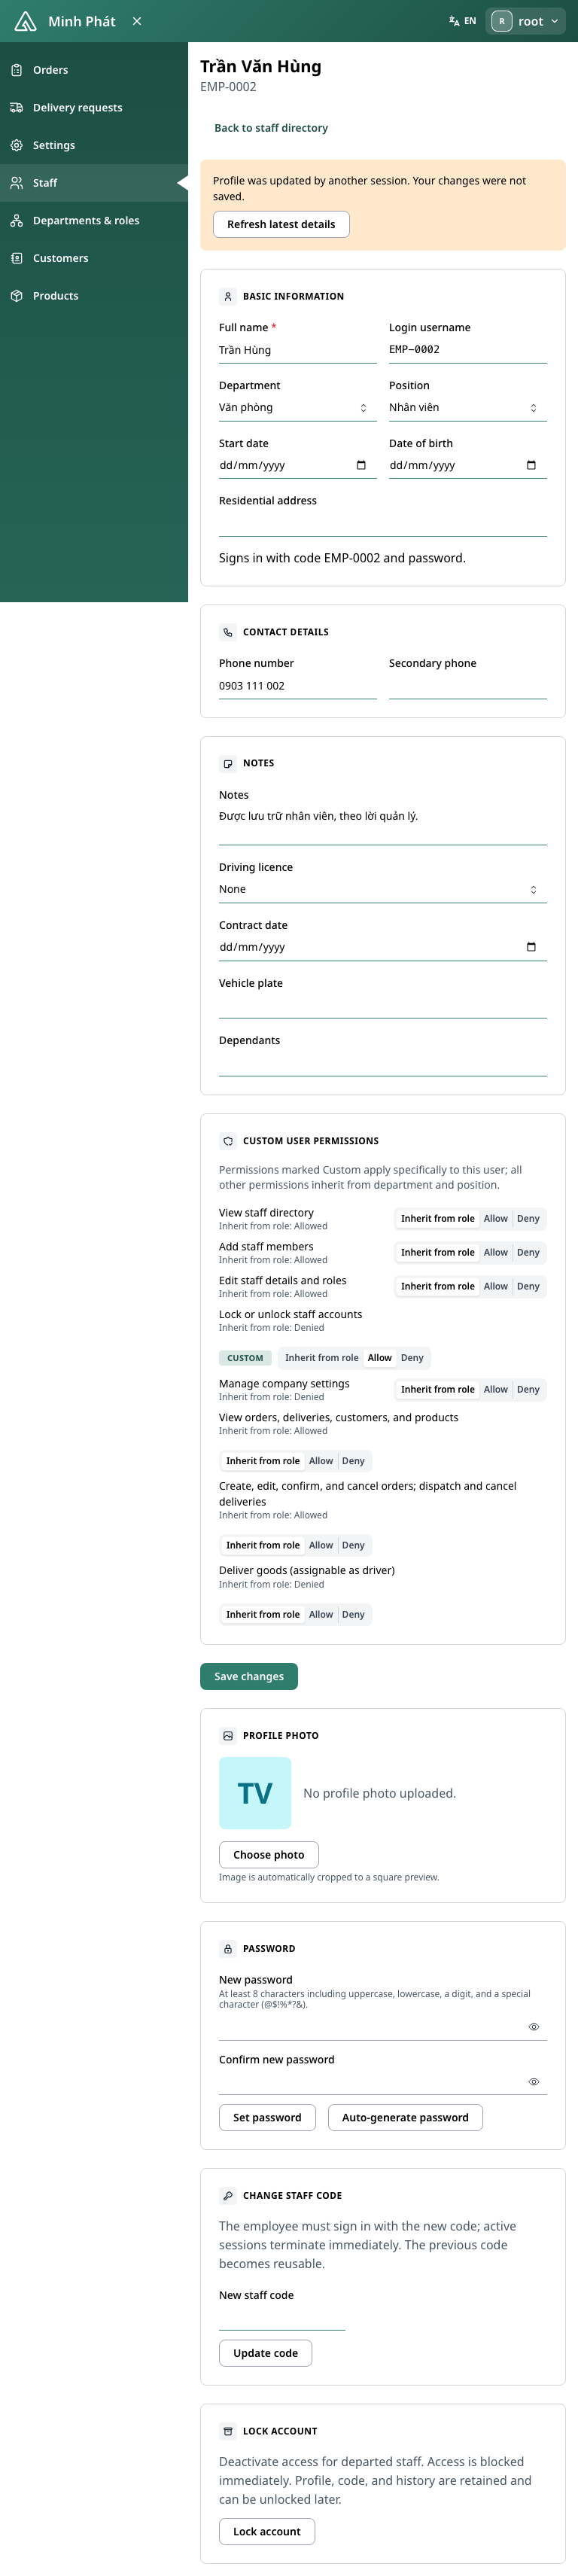 Minh Phát
EN
R
root
Orders
Delivery requests
Settings
Staff
Departments & roles
Customers
Products
Trần Văn Hùng
EMP-0002
Back to staff directory
Profile was updated by another session. Your changes were not
saved.
Refresh latest details
BASIC INFORMATION
Full name *
Login username
Trần Hùng
EMP-0002
Department
Position
Văn phòng
Nhân viên
Start date
Date of birth
dd/mm/yyyy
dd/mm/yyyy
Residential address
Signs in with code EMP-0002 and password.
CONTACT DETAILS
Phone number
Secondary phone
0903 111 002
NOTES
Notes
Được lưu trữ nhân viên, theo lời quản lý.
Driving licence
None
Contract date
dd/mm/yyyy
Vehicle plate
Dependants
CUSTOM USER PERMISSIONS
Permissions marked Custom apply specifically to this user; all
other permissions inherit from department and position.
View staff directory
Inherit from role: Allowed
Inherit from role Allow Deny
Add staff members
Inherit from role: Allowed
Inherit from role Allow Deny
Edit staff details and roles
Inherit from role: Allowed
Inherit from role Allow Deny
Lock or unlock staff accounts
Inherit from role: Denied
CUSTOM
Inherit from role Allow Deny
Manage company settings
Inherit from role: Denied
Inherit from role Allow Deny
View orders, deliveries, customers, and products
Inherit from role: Allowed
Inherit from role Allow Deny
Create, edit, confirm, and cancel orders; dispatch and cancel
deliveries
Inherit from role: Allowed
Inherit from role Allow Deny
Deliver goods (assignable as driver)
Inherit from role: Denied
Inherit from role Allow Deny
Save changes
PROFILE PHOTO
TV
No profile photo uploaded.
Choose photo
Image is automatically cropped to a square preview.
PASSWORD
New password
At least 8 characters including uppercase, lowercase, a digit, and a special
character (@$!%*?&).
Confirm new password
Set password
Auto-generate password
CHANGE STAFF CODE
The employee must sign in with the new code; active
sessions terminate immediately. The previous code
becomes reusable.
New staff code
Update code
LOCK ACCOUNT
Deactivate access for departed staff. Access is blocked
immediately. Profile, code, and history are retained and
can be unlocked later.
Lock account